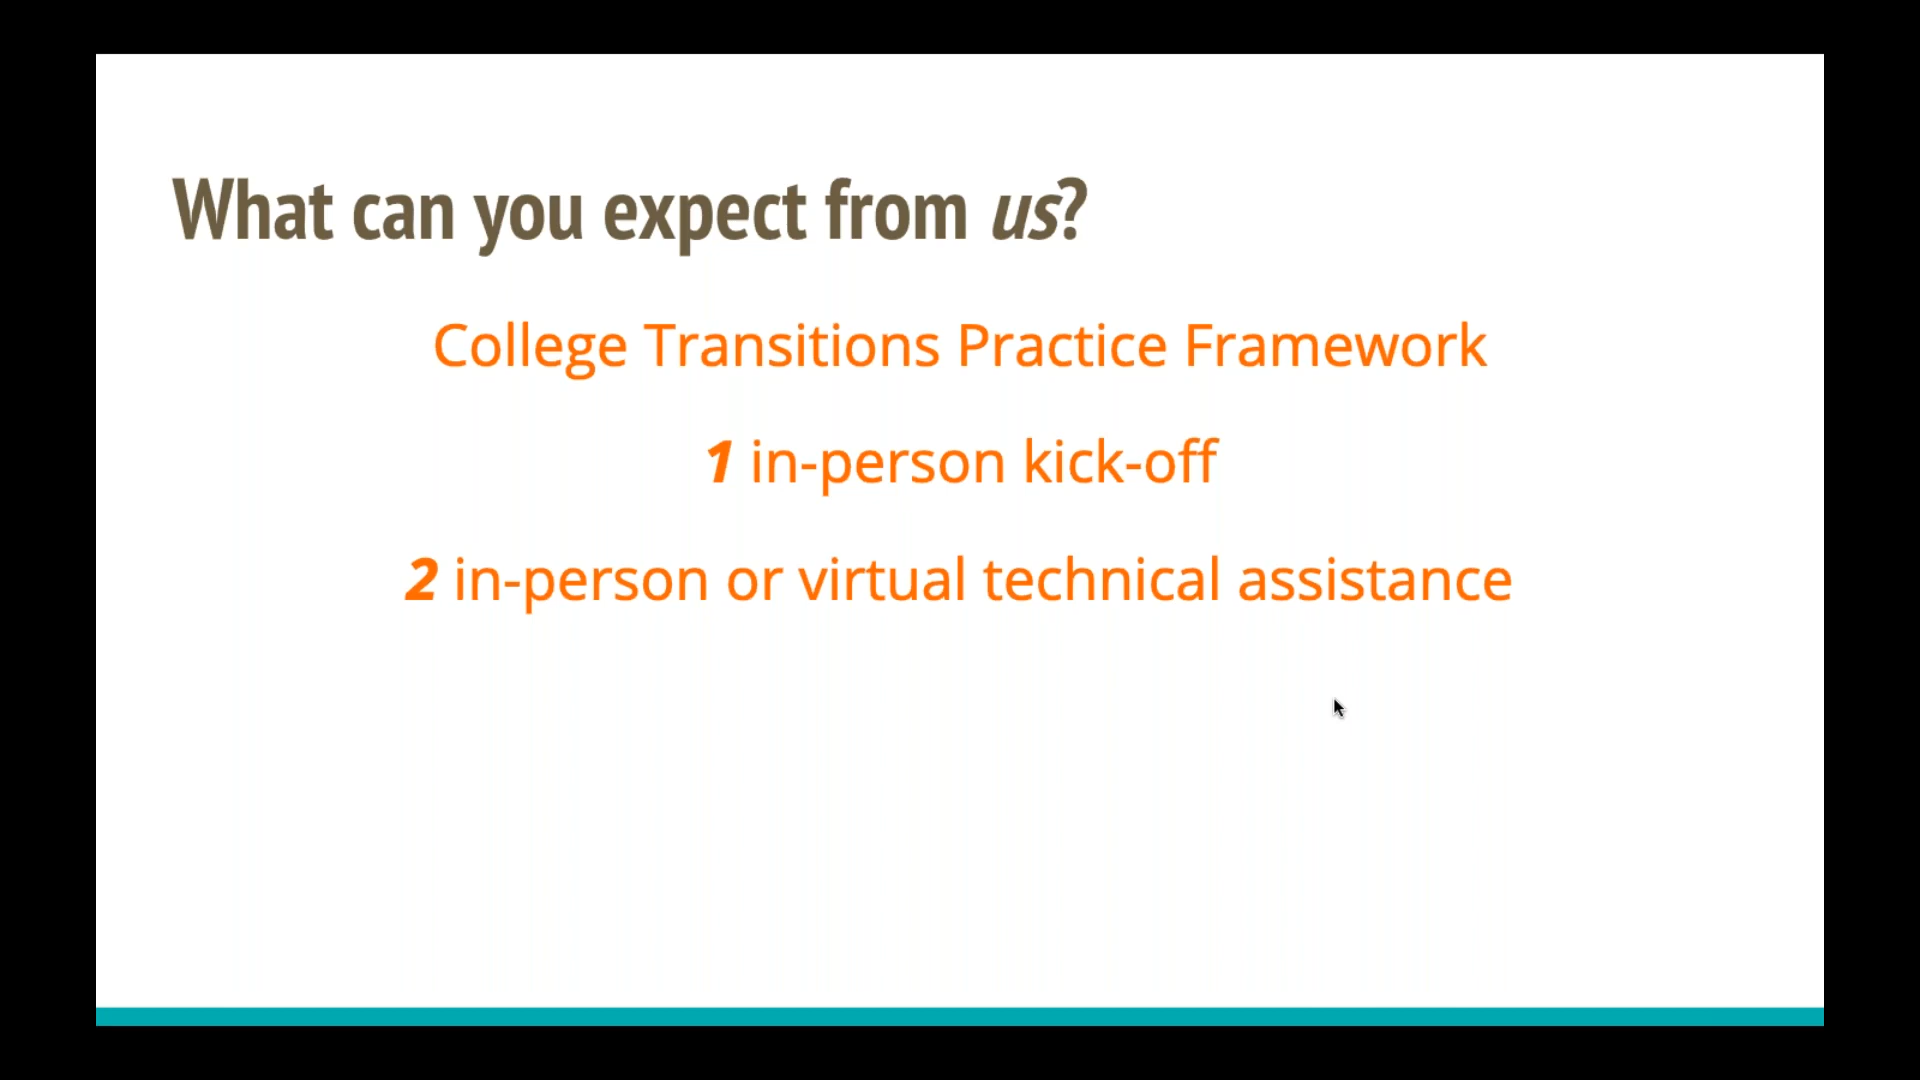 What can you expect from us?
College Transitions Practice Framework
1 in-person kick-off
2 in-person or virtual technical assistance